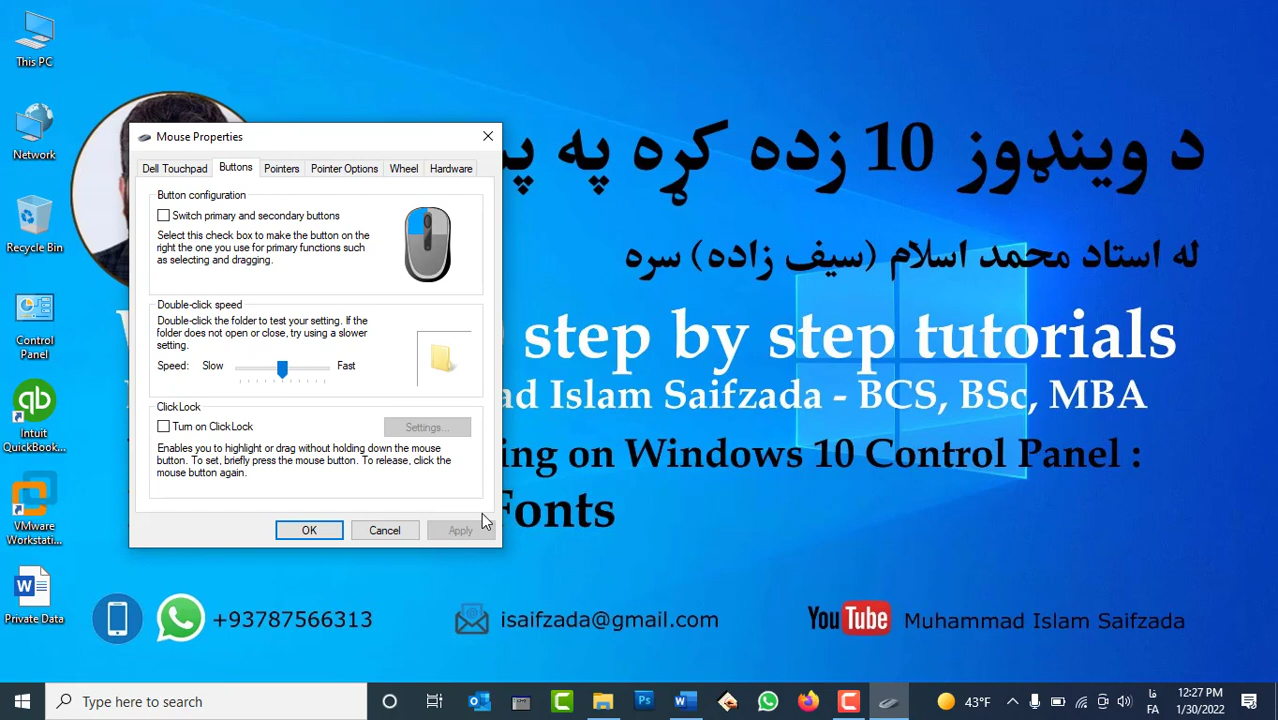 This PC
Network
Recycle Bin
Control
Panel
Intuit
QuickBook...
VMware
Workstati...
Private Data
Mouse Properties
Dell Touchpad
Buttons
Pointers
Pointer Options
Wheel
Hardware
Button configuration
Switch primary and secondary buttons
Select this check box to make the button on the
right the one you use for primary functions such
as selecting and dragging.
Double-click speed
Double-click the folder to test your setting. If the
folder does not open or close, try using a slower
setting.
Speed: Slow Fast
ClickLock
Turn on ClickLock
Settings...
Enables you to highlight or drag without holding down the mouse
button. To set, briefly press the mouse button. To release, click the
mouse button again.
OK
Cancel
Apply
د وینډوز 10 زده کړه په
له استاد محمد اسلام (سیف زاده) سره
step by step tutorials
Islam Saifzada - BCS, BSc, MBA
on Windows 10 Control Panel :
Fonts
+93787566313
isaifzada@gmail.com
YouTube
Muhammad Islam Saifzada
Type here to search
43°F
فا
FA
12:27 PM
1/30/2022